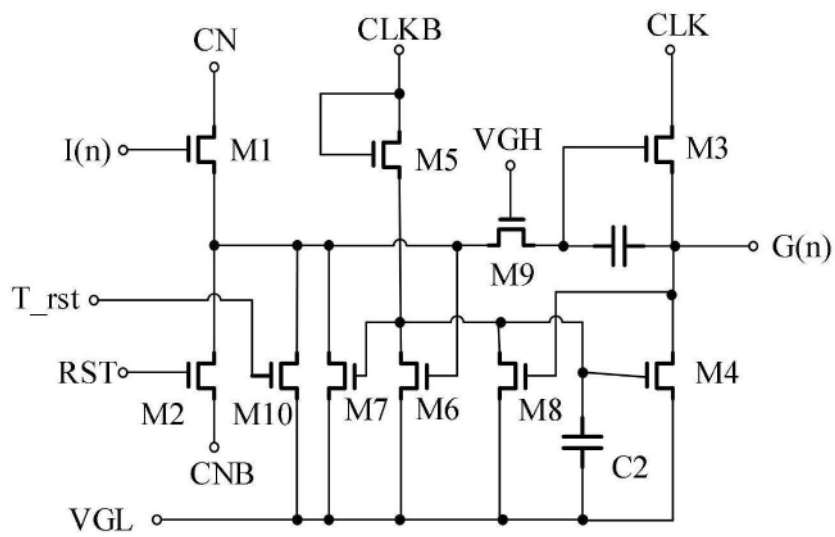 CN
CLKB
CLK
I(n)
M1
M5
VGH
M3
M9
G(n)
T_rst
RST
M2
M10
M7
M6
M8
M4
CNB
C2
VGL